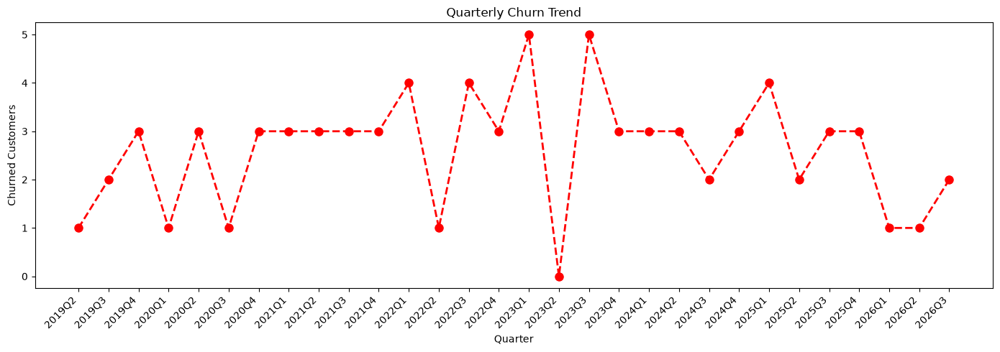 Quarterly Churn Trend
Churned Customers
5
4
3
2
1
0
2019Q2
2019Q3
2019Q4
2020Q1
2020Q2
2020Q3
2020Q4
2021Q1
2021Q2
2021Q3
2021Q4
2022Q1
2022Q2
2022Q3
2022Q4
2023Q1
2023Q2
2023Q3
2023Q4
2024Q1
2024Q2
2024Q3
2024Q4
2025Q1
2025Q2
2025Q3
2025Q4
2026Q1
2026Q2
2026Q3
Quarter